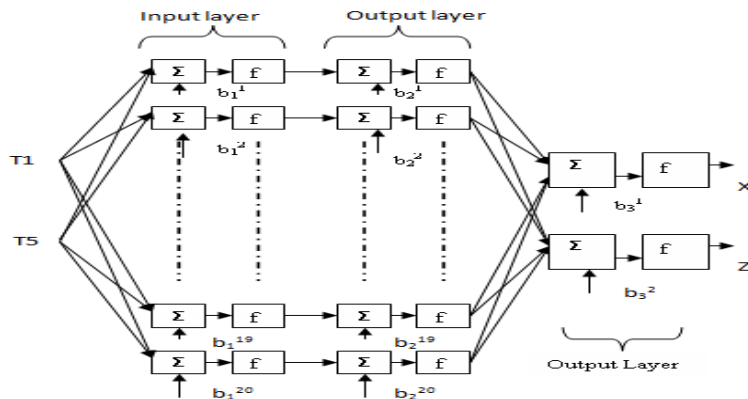 Input layer Output layer
Σ f Σ f
b₁¹ b₂¹
Σ f Σ f
b₁² b₂²
T1
Σ f
X
b₃¹
T5
Σ f
Z
b₃²
Σ f Σ f
b₁¹⁹ b₂¹⁹
Σ f Σ f
Output Layer
b₁²⁰ b₂²⁰